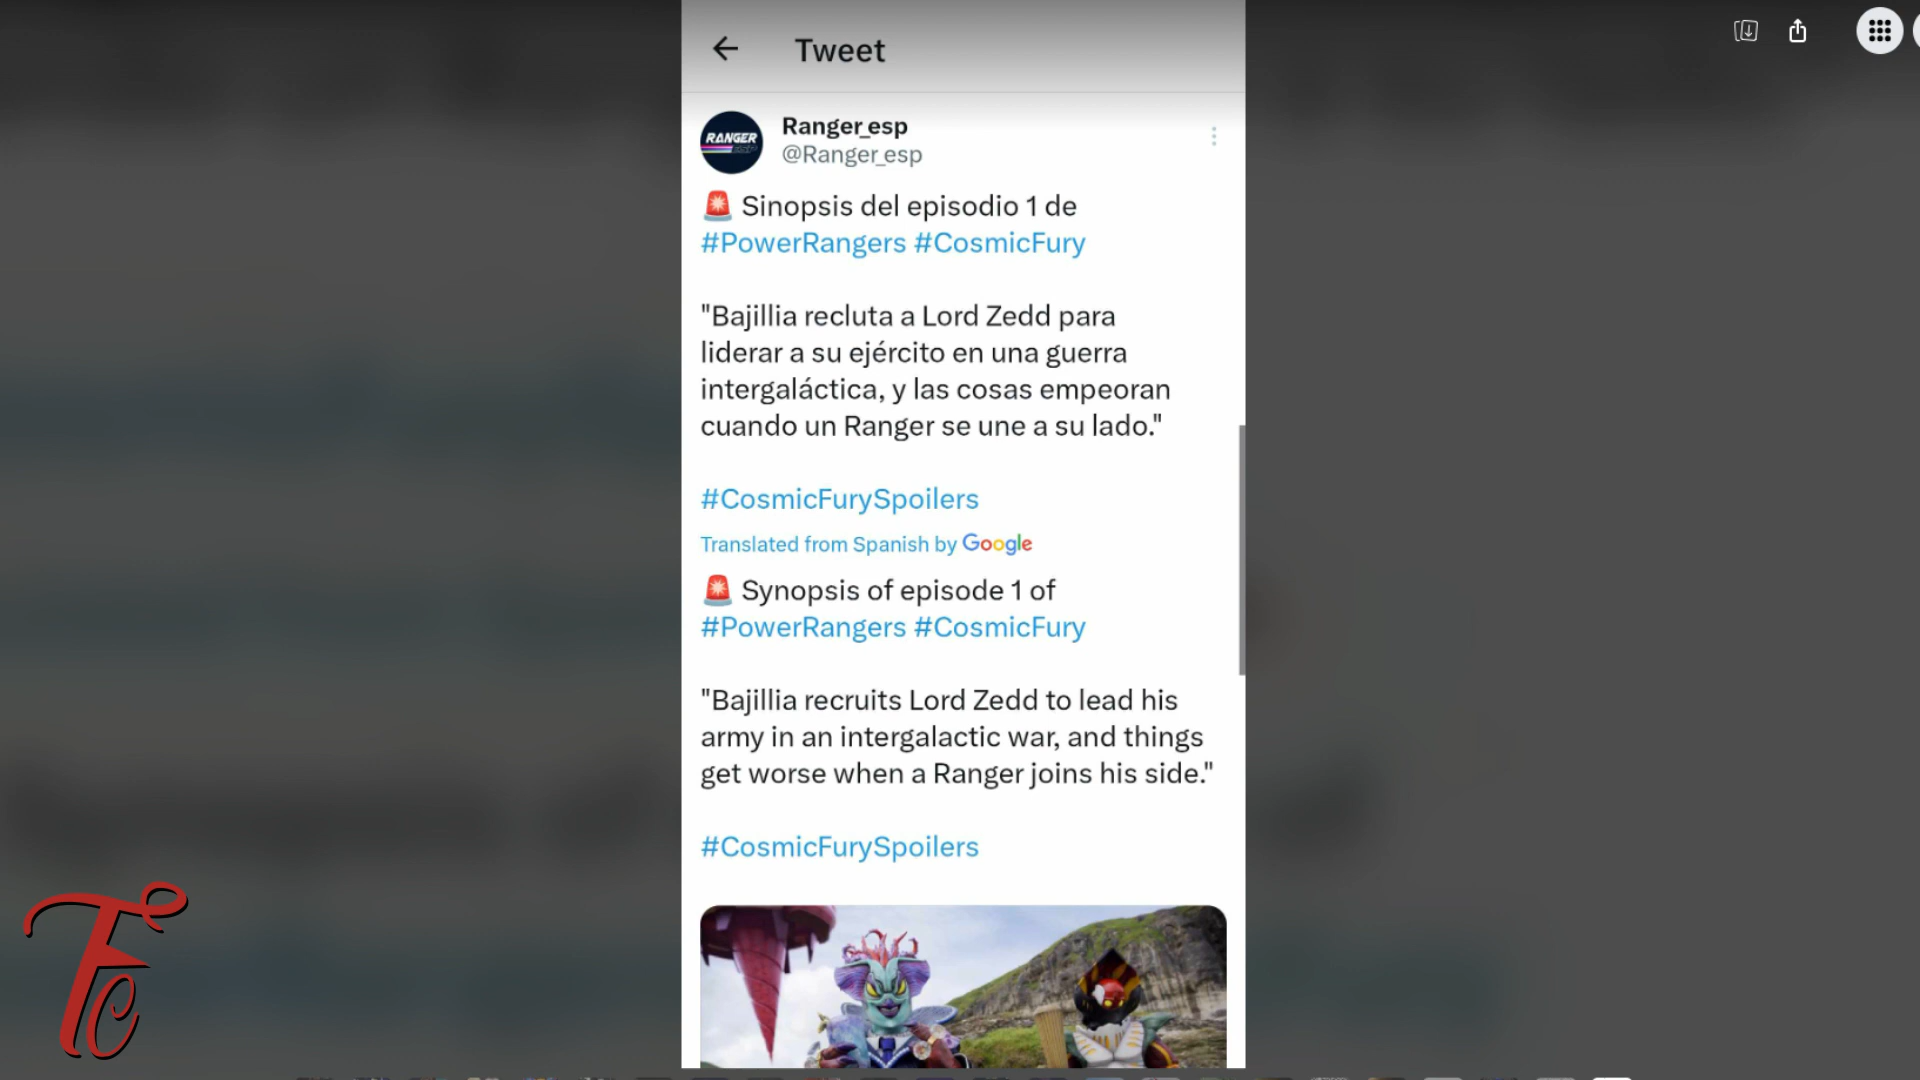 Tweet
RANGER
ESP
Ranger_esp
@Ranger_esp
🚨 Sinopsis del episodio 1 de
#PowerRangers #CosmicFury
"Bajillia recluta a Lord Zedd para
liderar a su ejército en una guerra
intergaláctica, y las cosas empeoran
cuando un Ranger se une a su lado."
#CosmicFurySpoilers
Translated from Spanish by Google
🚨 Synopsis of episode 1 of
#PowerRangers #CosmicFury
"Bajillia recruits Lord Zedd to lead his
army in an intergalactic war, and things
get worse when a Ranger joins his side."
#CosmicFurySpoilers
TFC